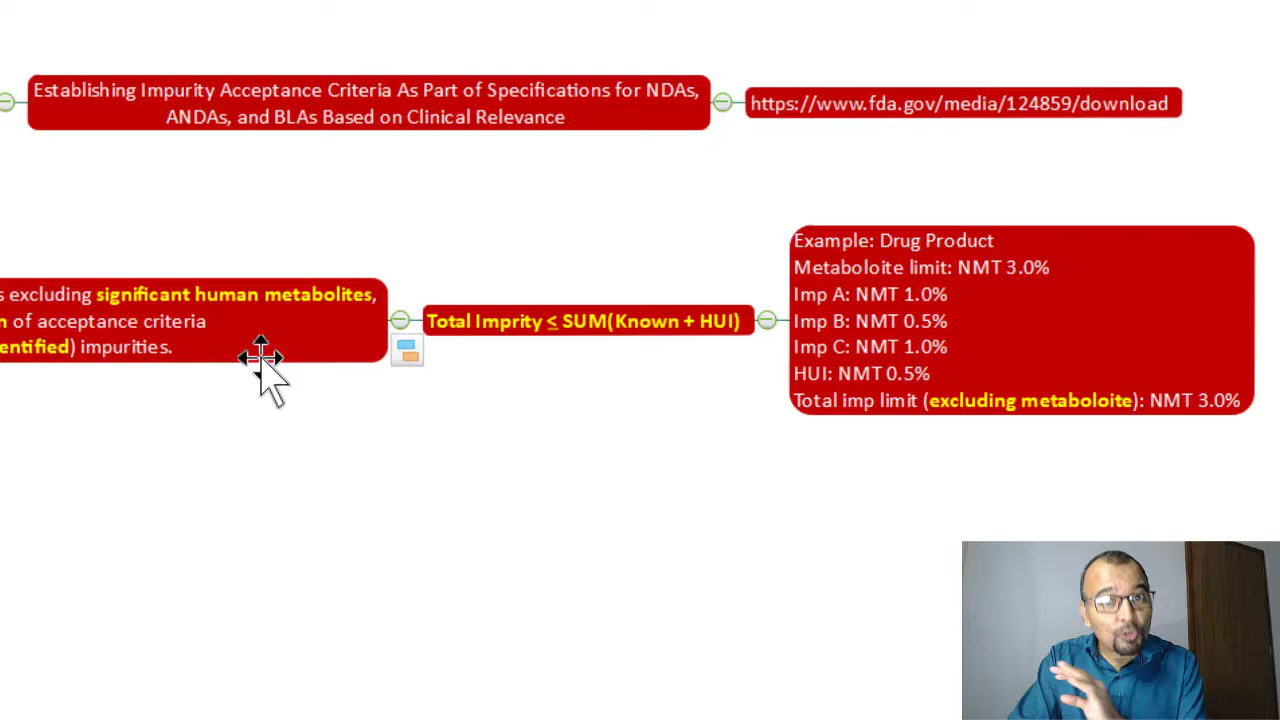 Establishing Impurity Acceptance Criteria As Part of Specifications for NDAs,
ANDAs, and BLAs Based on Clinical Relevance
https://www.fda.gov/media/124859/download
s excluding significant human metabolites,
n of acceptance criteria
entified) impurities.
Total Imprity ≤ SUM(Known + HUI)
Example: Drug Product
Metaboloite limit: NMT 3.0%
Imp A: NMT 1.0%
Imp B: NMT 0.5%
Imp C: NMT 1.0%
HUI: NMT 0.5%
Total imp limit (excluding metaboloite): NMT 3.0%